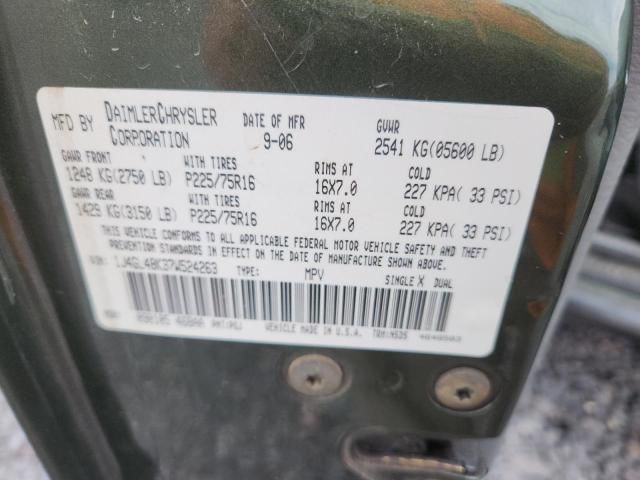 MFD BY DAIMLERCHRYSLER CORPORATION DATE OF MFR 9-06 GVWR 2541 KG(05600 LB)
GAWR FRONT WITH TIRES RIMS AT COLD
1248 KG(2750 LB) P225/75R16 16X7.0 227 KPA( 33 PSI)
GAWR REAR WITH TIRES RIMS AT COLD
1429 KG(3150 LB) P225/75R16 16X7.0 227 KPA( 33 PSI)
THIS VEHICLE CONFORMS TO ALL APPLICABLE FEDERAL MOTOR VEHICLE SAFETY AND THEFT
PREVENTION STANDARDS IN EFFECT ON THE DATE OF MANUFACTURE SHOWN ABOVE.
VIN: 1J4GL48K37W524263 TYPE: MPV SINGLE X DUAL
VEHICLE MADE IN U.S.A.